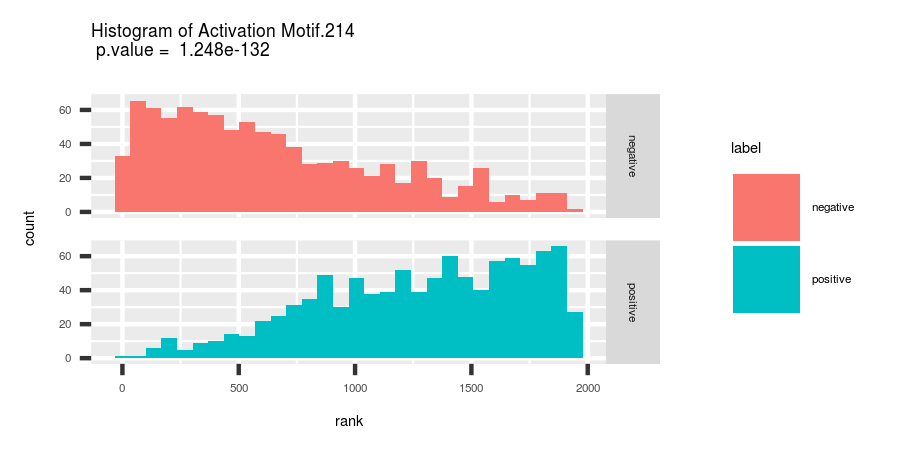 Histogram of Activation Motif.214
p.value = 1.248e-132
count
60
40
20
0
negative
60
40
20
0
positive
0 500 1000 1500 2000
rank
label
negative
positive